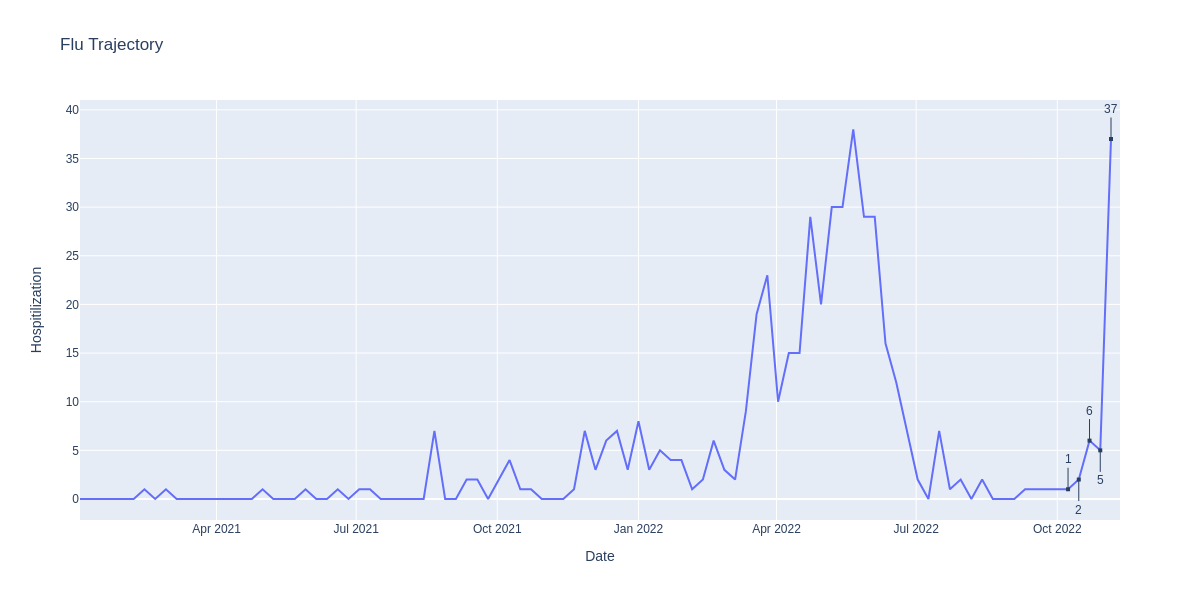 Flu Trajectory
40
35
30
25
20
15
10
5
0
Hospitilization
37
6
1
5
2
Apr 2021
Jul 2021
Oct 2021
Jan 2022
Apr 2022
Jul 2022
Oct 2022
Date